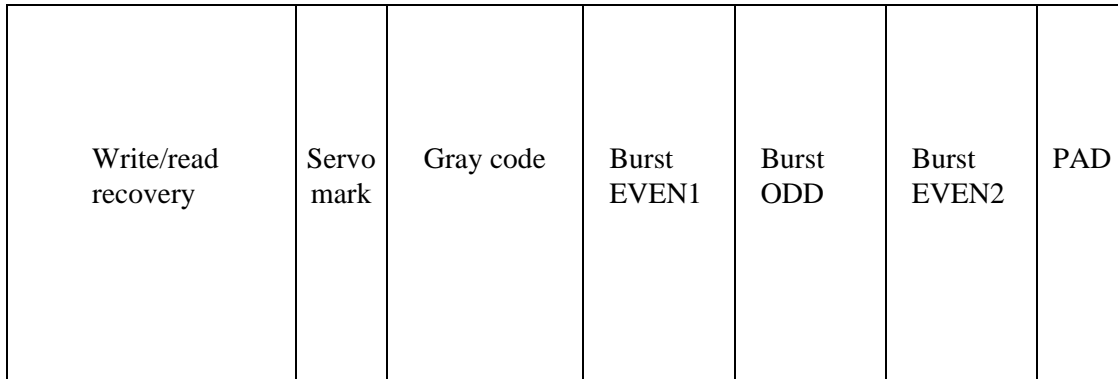 Write/read
recovery
Servo
mark
Gray code
Burst
EVEN1
Burst
ODD
Burst
EVEN2
PAD